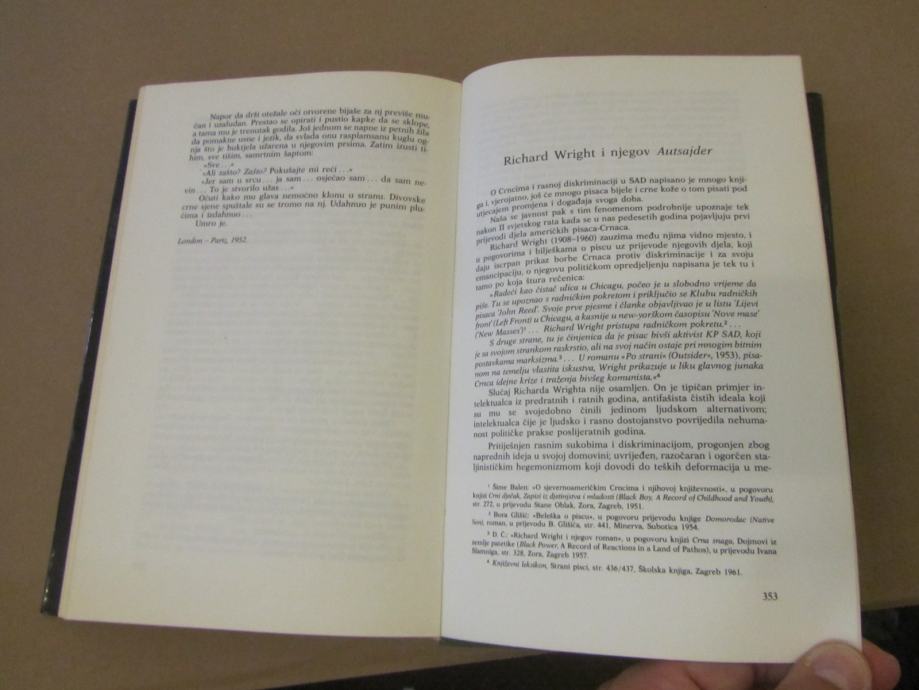 Napor da drži otežale oči otvorene bijaše za nj previše mu-
čan i uzaludan. Prestao se opirati i pustio kapke da se sklope,
a tama mu je trenutak godila. Još jednom se napne iz petnih žila
da pomakne usne i jezik, da svlada onu rasplamsanu kuglu og-
nja što je buktjela užarena u njegovim prsima. Zatim izusti ti-
him, sve tišim, samrtnim šaptom:
»Sve...«
»Ali zašto? Zašto? Pokušajte mi reći...«
»Jer sam u srcu... ja sam... osjećao sam... da sam ne-
vin... To je stvorilo užas...«
Oćuti kako mu glava nemoćno klonu u stranu. Divovske
crne sjene spuštale su se tromo na nj. Udahnuo je punim plu-
ćima i izdahnuo...
Umro je.
London – Pariz, 1952.
Richard Wright i njegov Autsajder
O Crncima i rasnoj diskriminaciji u SAD napisano je mnogo knji-
ga i, vjerojatno, još će mnogo pisaca bijele i crne kože o tom pisati pod
utjecajem promjena i događaja svoga doba.
Naša se javnost pak s tim fenomenom podrobnije upoznaje tek
nakon II svjetskog rata kada se u nas pedesetih godina pojavljuju prvi
prijevodi djela američkih pisaca-Crnaca.
Richard Wright (1908–1960) zauzima među njima vidno mjesto, i
u pogovorima i bilješkama o piscu uz prijevode njegovih djela, koji
daju iscrpan prikaz borbe Crnaca protiv diskriminacije i za svoju
emancipaciju, o njegovu političkom opredjeljenju napisana je tek tu i
tamo po koja štura rečenica:
»Radeći kao čistač ulica u Chicagu, počeo je u slobodno vrijeme da
piše. Tu se upoznao s radničkim pokretom i priključio se Klubu radničkih
pisaca 'John Reed'. Svoje prve pjesme i članke objavljivao je u listu 'Lijevi
front' (Left Front) u Chicagu, a kasnije u new-yorškom časopisu 'Nove mase'
('New Masses')¹... Richard Wright pristupa radničkom pokretu.²...
S druge strane, tu je činjenica da je pisac bivši aktivist KP SAD, koji
je sa svojom strankom raskrstio, ali na svoj način ostaje pri mnogim bitnim
postavkama marksizma.³... U romanu »Po strani« (Outsider«, 1953), pisa-
nom na temelju vlastita iskustva, Wright prikazuje u liku glavnog junaka
Crnca idejne krize i traženja bivšeg komunista.«⁴
Slučaj Richarda Wrighta nije osamljen. On je tipičan primjer in-
telektualca iz predratnih i ratnih godina, antifašista čistih ideala koji
su mu se svojedobno činili jedinom ljudskom alternativom;
intelektualca čije je ljudsko i rasno dostojanstvo povrijedila nehuma-
nost političke prakse poslijeratnih godina.
Pritiješnjen rasnim sukobima i diskriminacijom, progonjen zbog
naprednih ideja u svojoj domovini; uvrijeđen, razočaran i ogorčen sta-
ljinističkim hegemonizmom koji dovodi do teških deformacija u me-
¹ Šime Balen: »O sjevernoameričkim Crncima i njihovoj književnosti«, u pogovoru
knjizi Crni dječak, Zapisi iz djetinjstva i mladosti (Black Boy, A Record of Childhood and Youth),
str. 272, u prijevodu Stane Oblak, Zora, Zagreb, 1951.
² Bora Glišić: »Beleška o piscu«, u pogovoru prijevodu knjige Domorodac (Native
Son), roman, u prijevodu B. Glišića, str. 441, Minerva, Subotica 1954.
³ D. C.: »Richard Wright i njegov roman«, u pogovoru knjizi Crna snaga, Dojmovi iz
zemlje patetike (Black Power, A Record of Reactions in a Land of Pathos), u prijevodu Ivana
Slamniga, str. 328, Zora, Zagreb 1957.
⁴ Književni leksikon, Strani pisci, str. 436/437, Školska knjiga, Zagreb 1961.
353